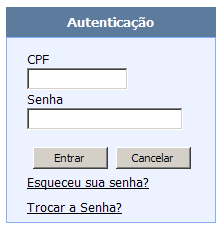 Autenticação
CPF
Senha
Entrar Cancelar
Esqueceu sua senha?
Trocar a Senha?